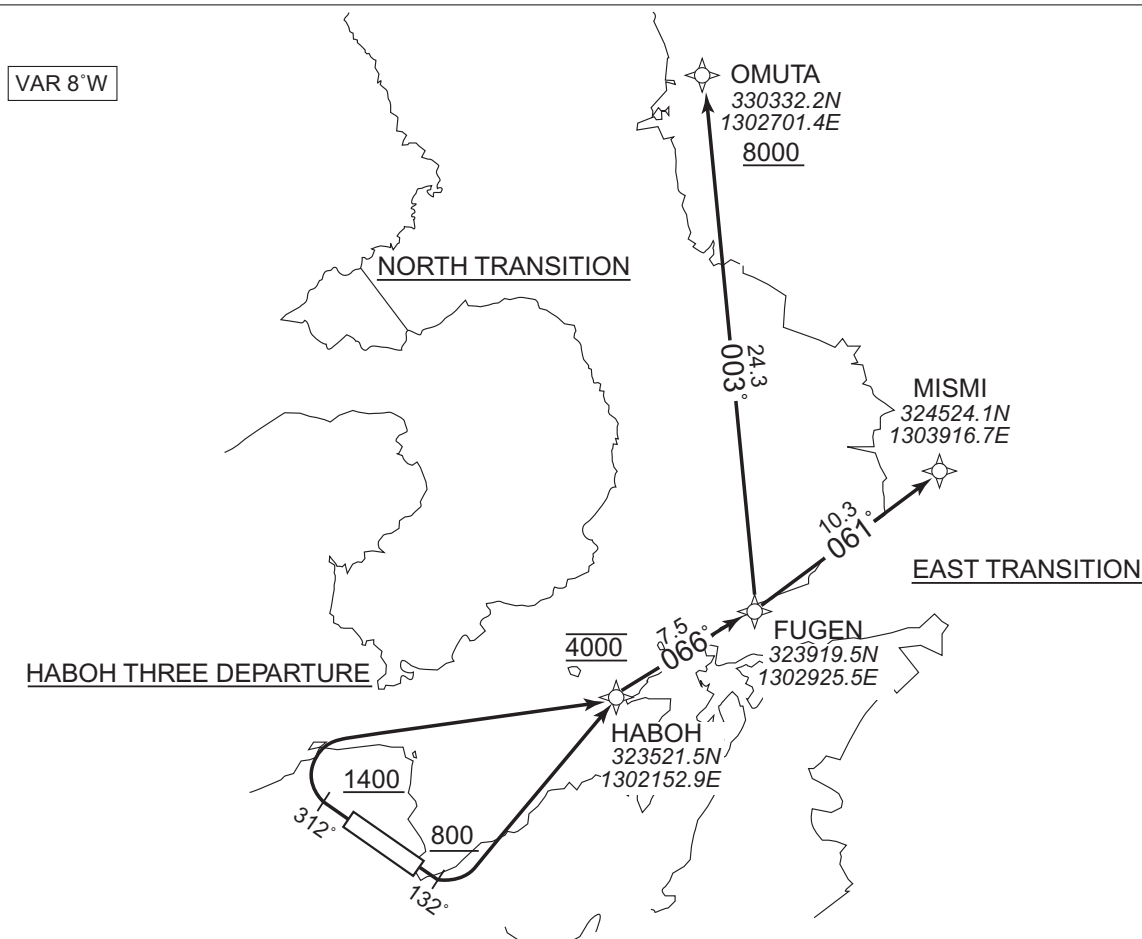 VAR 8˚W
OMUTA
330332.2N
1302701.4E
8000
NORTH TRANSITION
24.3
003˚
MISMI
324524.1N
1303916.7E
10.3
061˚
EAST TRANSITION
4000
7.5
066˚
FUGEN
323919.5N
1302925.5E
HABOH THREE DEPARTURE
HABOH
323521.5N
1302152.9E
1400
312˚
800
132˚